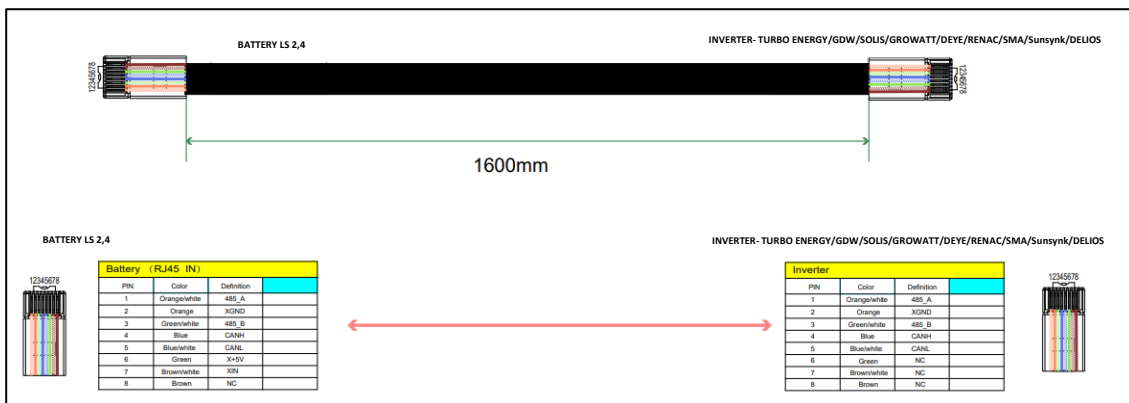 BATTERY LS 2,4
INVERTER- TURBO ENERGY/GDW/SOLIS/GROWATT/DEYE/RENAC/SMA/Sunsynk/DELIOS
12345678
12345678
1600mm
BATTERY LS 2,4
INVERTER- TURBO ENERGY/GDW/SOLIS/GROWATT/DEYE/RENAC/SMA/Sunsynk/DELIOS
12345678
Battery （RJ45 IN）
PIN Color Definition
1 Orange/white 485_A
2 Orange XGND
3 Green/white 485_B
4 Blue CANH
5 Blue/white CANL
6 Green X+5V
7 Brown/white XIN
8 Brown NC
Inverter
PIN Color Definition
1 Orange/white 485_A
2 Orange XGND
3 Green/white 485_B
4 Blue CANH
5 Blue/white CANL
6 Green NC
7 Brown/white NC
8 Brown NC
12345678